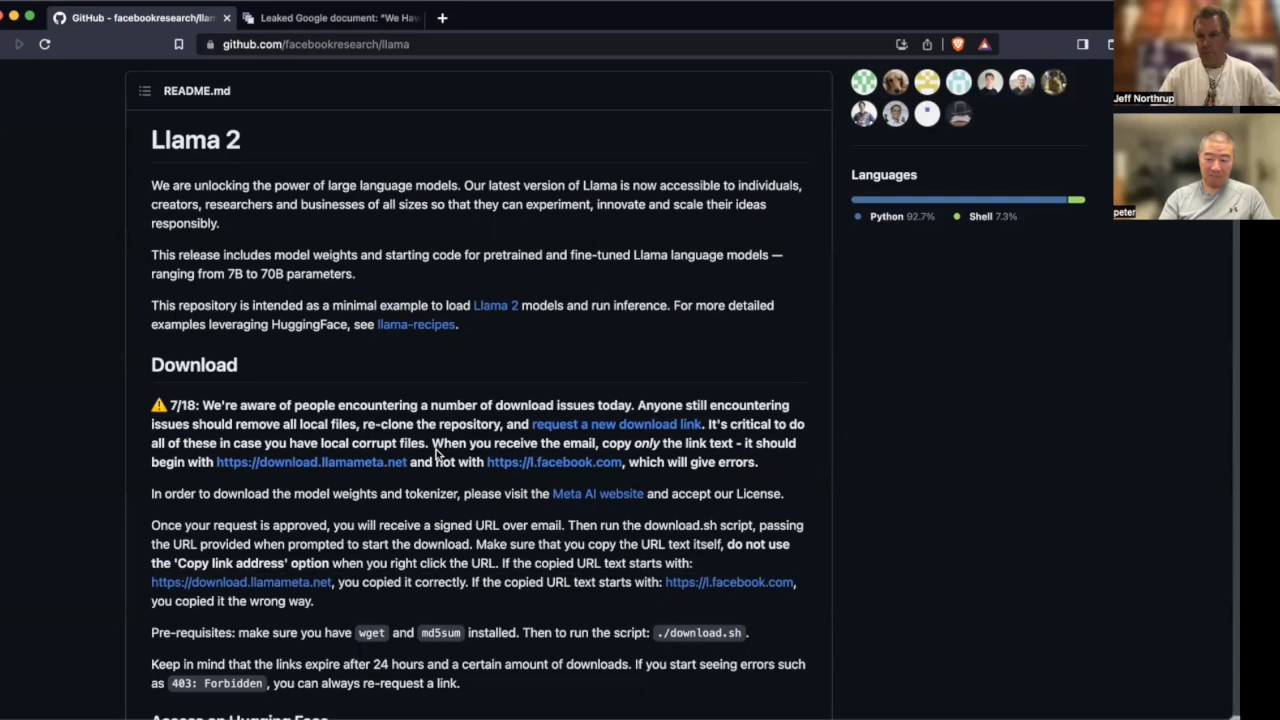 GitHub - facebookresearch/llam
Leaked Google document: "We Hav
github.com/facebookresearch/llama
README.md
Llama 2
We are unlocking the power of large language models. Our latest version of Llama is now accessible to individuals,
creators, researchers and businesses of all sizes so that they can experiment, innovate and scale their ideas
responsibly.
This release includes model weights and starting code for pretrained and fine-tuned Llama language models —
ranging from 7B to 70B parameters.
This repository is intended as a minimal example to load Llama 2 models and run inference. For more detailed
examples leveraging HuggingFace, see llama-recipes.
Download
⚠️ 7/18: We're aware of people encountering a number of download issues today. Anyone still encountering
issues should remove all local files, re-clone the repository, and request a new download link. It's critical to do
all of these in case you have local corrupt files. When you receive the email, copy only the link text - it should
begin with https://download.llamameta.net and not with https://l.facebook.com, which will give errors.
In order to download the model weights and tokenizer, please visit the Meta AI website and accept our License.
Once your request is approved, you will receive a signed URL over email. Then run the download.sh script, passing
the URL provided when prompted to start the download. Make sure that you copy the URL text itself, do not use
the 'Copy link address' option when you right click the URL. If the copied URL text starts with:
https://download.llamameta.net, you copied it correctly. If the copied URL text starts with: https://l.facebook.com,
you copied it the wrong way.
Pre-requisites: make sure you have wget and md5sum installed. Then to run the script: ./download.sh.
Keep in mind that the links expire after 24 hours and a certain amount of downloads. If you start seeing errors such
as 403: Forbidden, you can always re-request a link.
Access on Hugging Face
Languages
Python 92.7%
Shell 7.3%
Jeff Northrup
peter